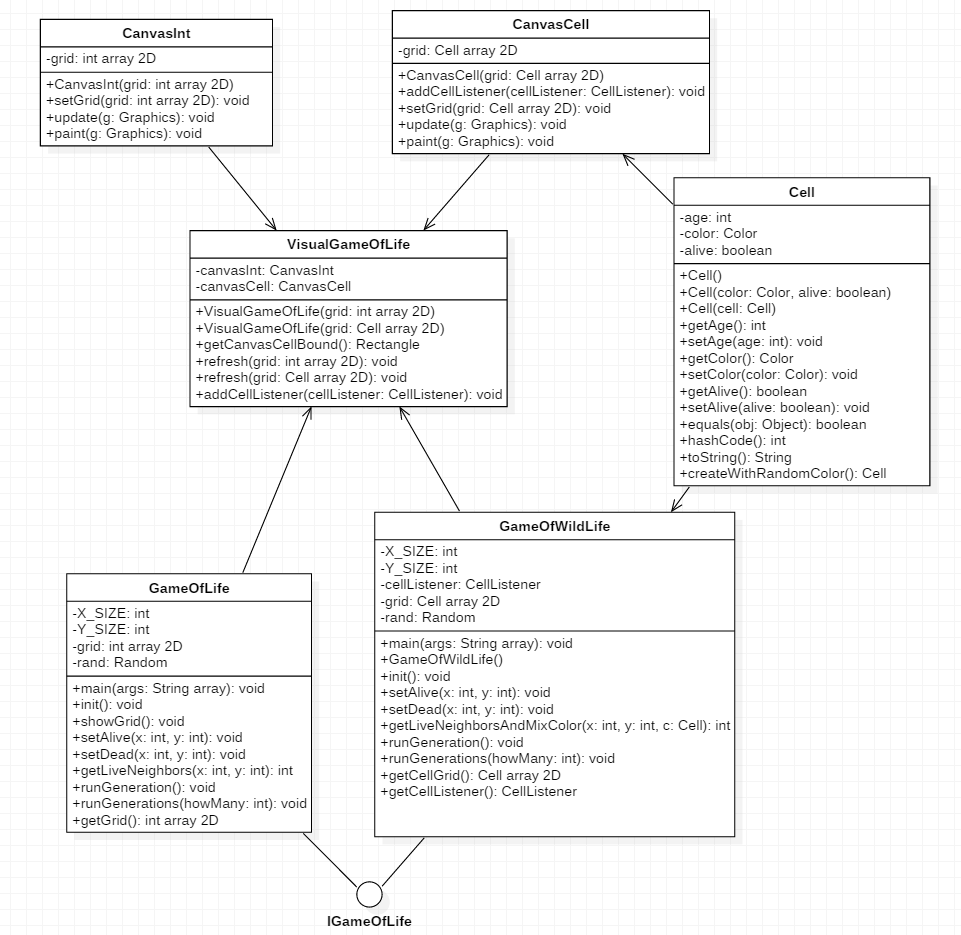 CanvasInt
-grid: int array 2D
+CanvasInt(grid: int array 2D)
+setGrid(grid: int array 2D): void
+update(g: Graphics): void
+paint(g: Graphics): void
CanvasCell
-grid: Cell array 2D
+CanvasCell(grid: Cell array 2D)
+addCellListener(cellListener: CellListener): void
+setGrid(grid: Cell array 2D): void
+update(g: Graphics): void
+paint(g: Graphics): void
Cell
-age: int
-color: Color
-alive: boolean
+Cell()
+Cell(color: Color, alive: boolean)
+Cell(cell: Cell)
+getAge(): int
+setAge(age: int): void
+getColor(): Color
+setColor(color: Color): void
+getAlive(): boolean
+setAlive(alive: boolean): void
+equals(obj: Object): boolean
+hashCode(): int
+toString(): String
+createWithRandomColor(): Cell
VisualGameOfLife
-canvasInt: CanvasInt
-canvasCell: CanvasCell
+VisualGameOfLife(grid: int array 2D)
+VisualGameOfLife(grid: Cell array 2D)
+getCanvasCellBound(): Rectangle
+refresh(grid: int array 2D): void
+refresh(grid: Cell array 2D): void
+addCellListener(cellListener: CellListener): void
GameOfLife
-X_SIZE: int
-Y_SIZE: int
-grid: int array 2D
-rand: Random
+main(args: String array): void
+init(): void
+showGrid(): void
+setAlive(x: int, y: int): void
+setDead(x: int, y: int): void
+getLiveNeighbors(x: int, y: int): int
+runGeneration(): void
+runGenerations(howMany: int): void
+getGrid(): int array 2D
GameOfWildLife
-X_SIZE: int
-Y_SIZE: int
-cellListener: CellListener
-grid: Cell array 2D
-rand: Random
+main(args: String array): void
+GameOfWildLife()
+init(): void
+setAlive(x: int, y: int): void
+setDead(x: int, y: int): void
+getLiveNeighborsAndMixColor(x: int, y: int, c: Cell): int
+runGeneration(): void
+runGenerations(howMany: int): void
+getCellGrid(): Cell array 2D
+getCellListener(): CellListener
IGameOfLife